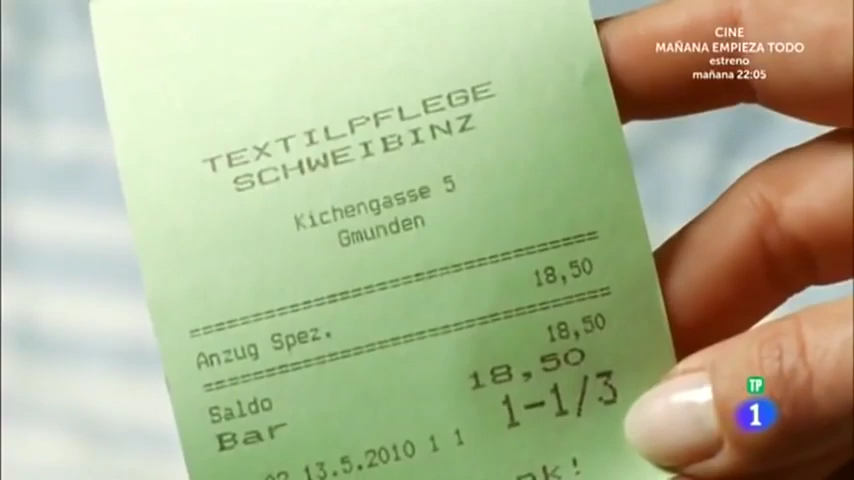 CINE
MAÑANA EMPIEZA TODO
estreno
mañana 22:05
TEXTILPFLEGE
SCHWEIBINZ
Kichengasse 5
Gmunden
18,50
Anzug Spez.
18,50
Saldo 18,50
Bar 1-1/3
13.5.2010 1 1
OK!
TP
1